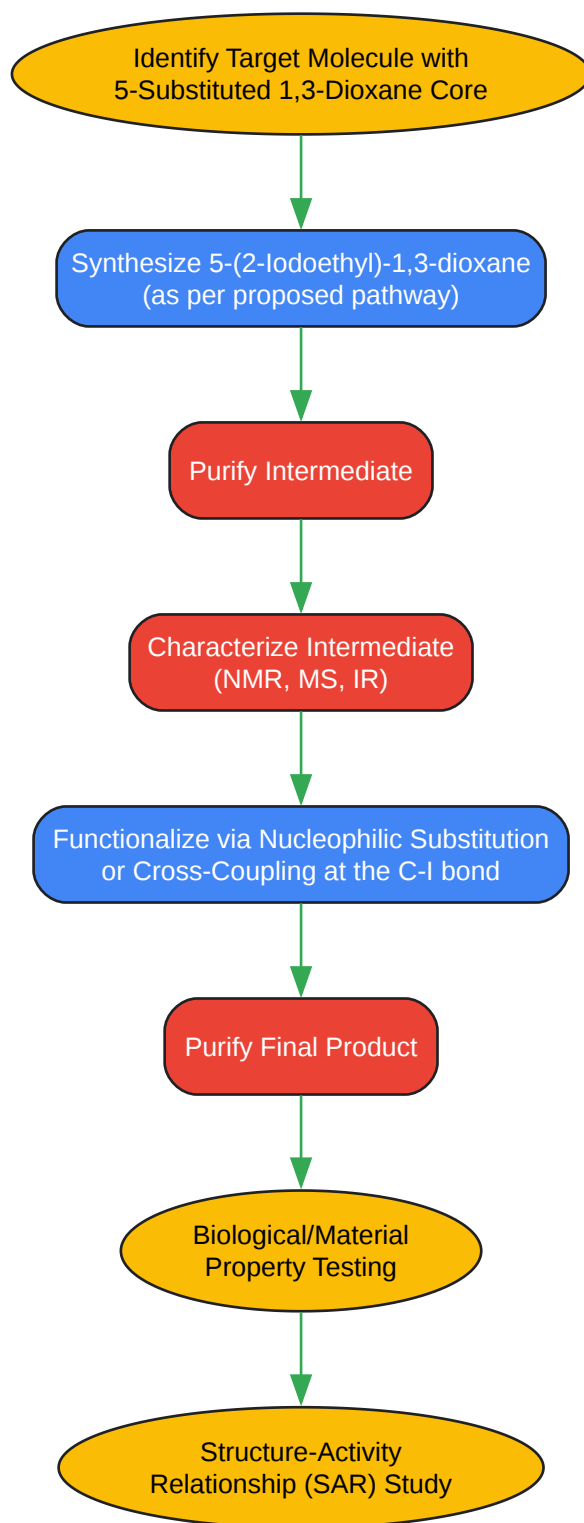 Identify Target Molecule with
5-Substituted 1,3-Dioxane Core
Synthesize 5-(2-Iodoethyl)-1,3-dioxane
(as per proposed pathway)
Purify Intermediate
Characterize Intermediate
(NMR, MS, IR)
Functionalize via Nucleophilic Substitution
or Cross-Coupling at the C-I bond
Purify Final Product
Biological/Material
Property Testing
Structure-Activity
Relationship (SAR) Study